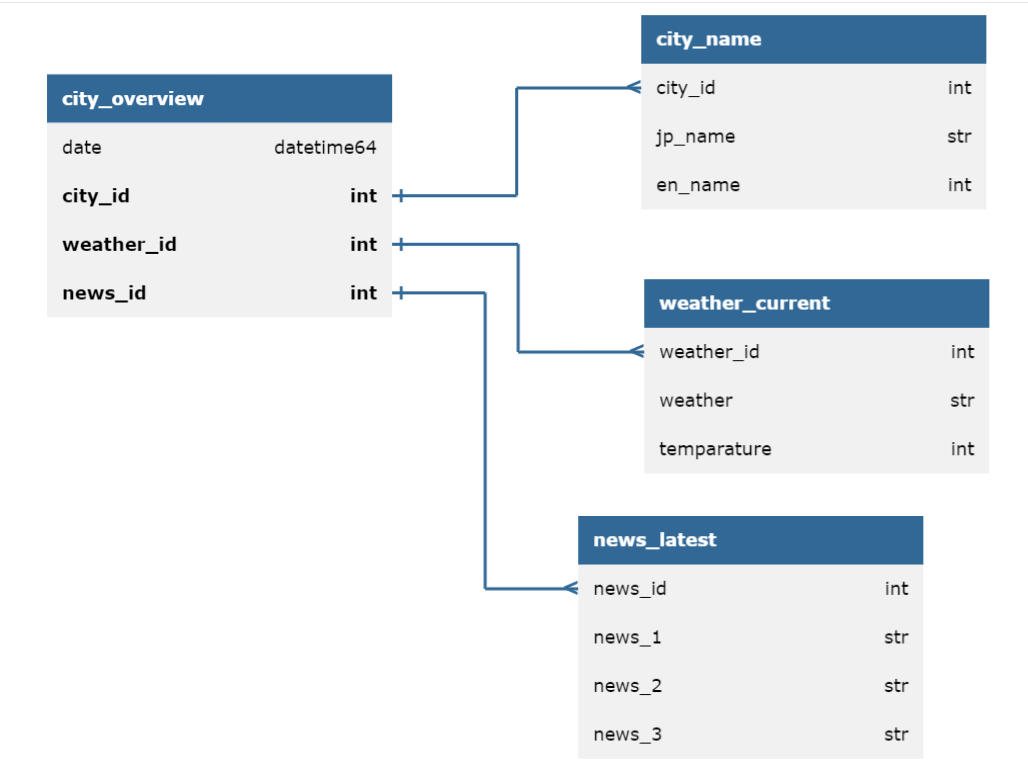 city_overview
date datetime64
city_id int
weather_id int
news_id int
city_name
city_id int
jp_name str
en_name int
weather_current
weather_id int
weather str
temparature int
news_latest
news_id int
news_1 str
news_2 str
news_3 str